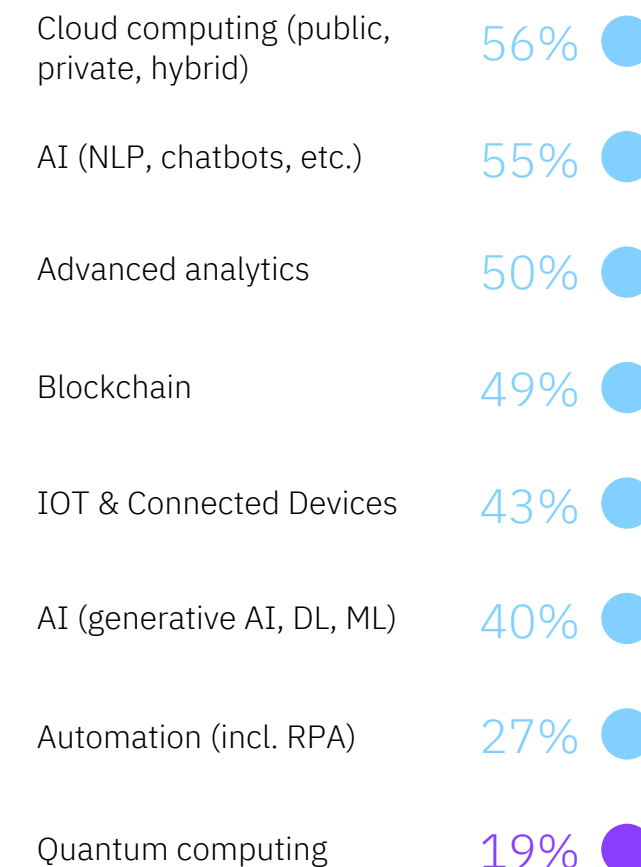 Cloud computing (public,
private, hybrid)
56%
AI (NLP, chatbots, etc.)
55%
Advanced analytics
50%
Blockchain
49%
IOT & Connected Devices
43%
AI (generative AI, DL, ML)
40%
Automation (incl. RPA)
27%
Quantum computing
19%